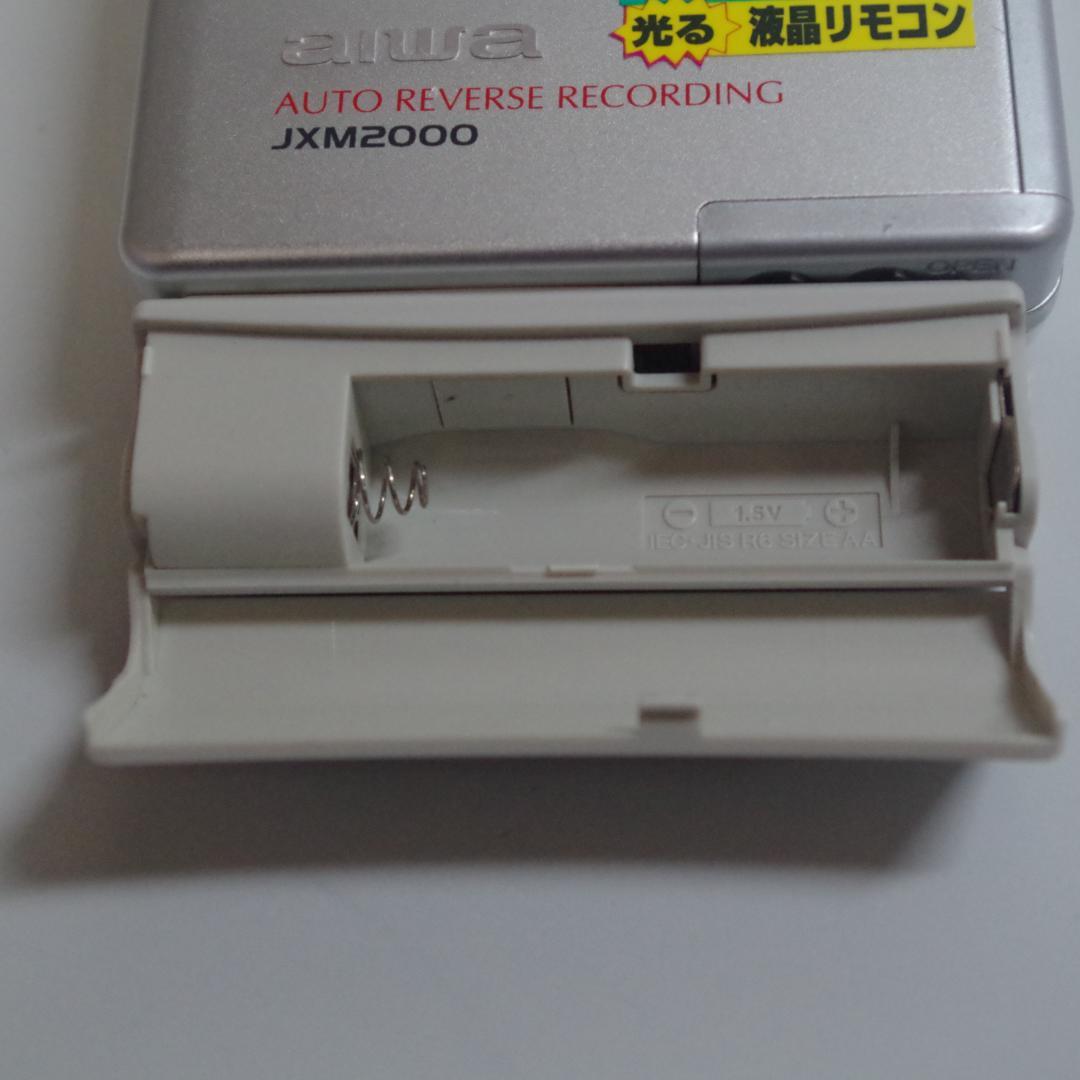 aiwa
光る 液晶リモコン
AUTO REVERSE RECORDING
JXM2000
OPEN
⊖ 1.5V ⊕
IEC·JIS R6 SIZE AA